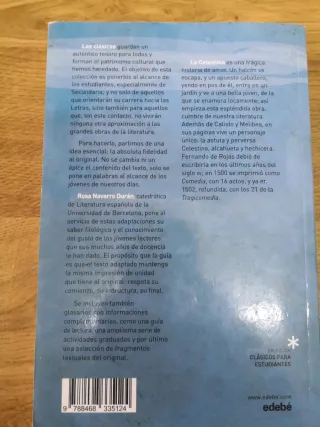 Los clásicos guardan un
auténtico tesoro para todos y
forman el patrimonio cultural que
hemos heredado. El objetivo de esta
colección es ponerlos al alcance de
los estudiantes, especialmente de
Secundaria; y no solo de aquellos
que orientarán su carrera hacia las
Letras, sino también para aquellos
que, sin este contacto, no vivirán
ninguna otra aproximación a las
grandes obras de la literatura.
Para hacerlo, partimos de una
idea esencial: la absoluta fidelidad
al original. No se cambia ni un
ápice el contenido del texto, solo se
pone en palabras al alcance de los
jóvenes de nuestros días.
Rosa Navarro Durán, catedrática
de Literatura española de la
Universidad de Barcelona, pone al
servicio de estas adaptaciones su
saber filológico y el conocimiento
del gusto de los jóvenes lectores
que sus muchos años de docencia
le han dado. El propósito que la guía
es que el texto adaptado mantenga
la misma impresión de unidad
que tiene el original: respeta su
comienzo, su estructura, su final.
Se incluyen también
glosarios con informaciones
complementarias, como una guía
de lectura, una amplísima serie de
actividades graduadas y por último
una selección de fragmentos
textuales del original.
La Celestina es una trágica
historia de amor. Un halcón se
escapa, y un apuesto caballero,
yendo en pos de él, entra en un
jardín y ve a una bella joven, de la
que se enamora locamente; así
empieza esta espléndida obra,
cumbre de nuestra literatura.
Además de Calisto y Melibea, en
sus páginas vive un personaje
único: la astuta y perversa
Celestina, alcahueta y hechicera.
Fernando de Rojas debió de
escribirla en los últimos años del
siglo XV; en 1500 se imprimió como
Comedia, con 16 actos; y ya en
1502, refundida, con los 21 de la
Tragicomedia.
CLÁSICOS PARA
ESTUDIANTES
www.edebe.com
edebé
9 788468 335124